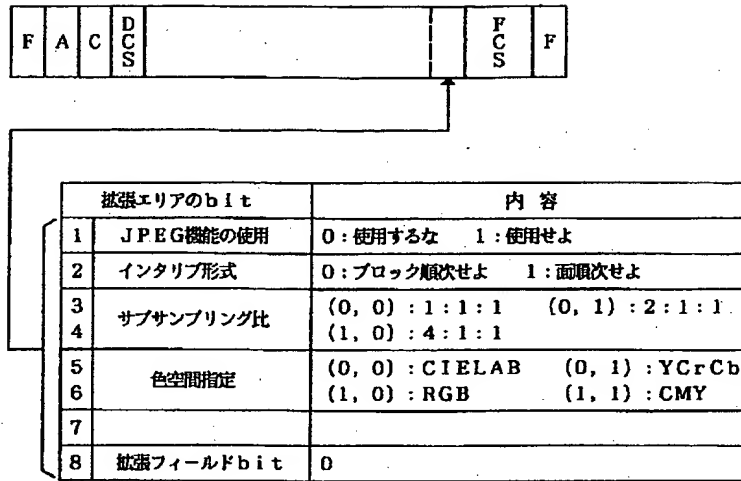 F A C DCS FCS F
拡張エリアのbit 内 容
1 JPEG機能の使用 0:使用するな 1:使用せよ
2 インタリブ形式 0:ブロック順次せよ 1:面順次せよ
3 サブサンプリング比 (0, 0) :1:1:1 (0, 1) :2:1:1
4 (1, 0) :4:1:1
5 色空間指定 (0, 0) :CIELAB (0, 1) :YCrCb
6 (1, 0) :RGB (1, 1) :CMY
7
8 拡張フィールドbit 0